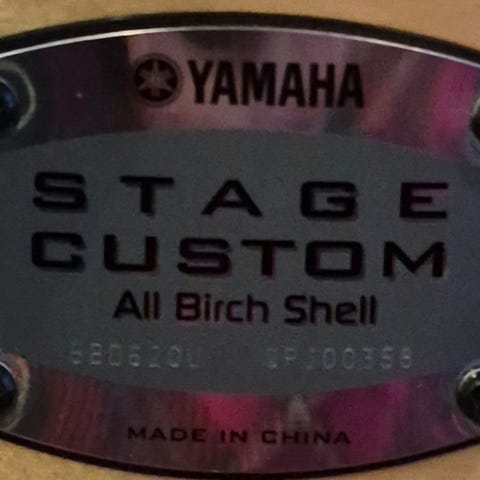 YAMAHA
STAGE
CUSTOM
All Birch Shell
MADE IN CHINA